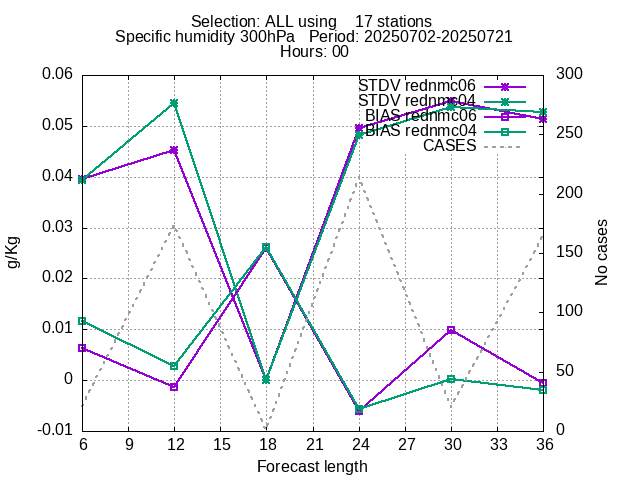 Selection: ALL using 17 stations
Specific humidity 300hPa Period: 20250702-20250721
Hours: 00
STDV rednmc06
STDV rednmc04
BIAS rednmc06
BIAS rednmc04
CASES
0.06
0.05
0.04
0.03
0.02
0.01
0
-0.01
g/Kg
300
250
200
150
100
50
0
No cases
6 9 12 15 18 21 24 27 30 33 36
Forecast length